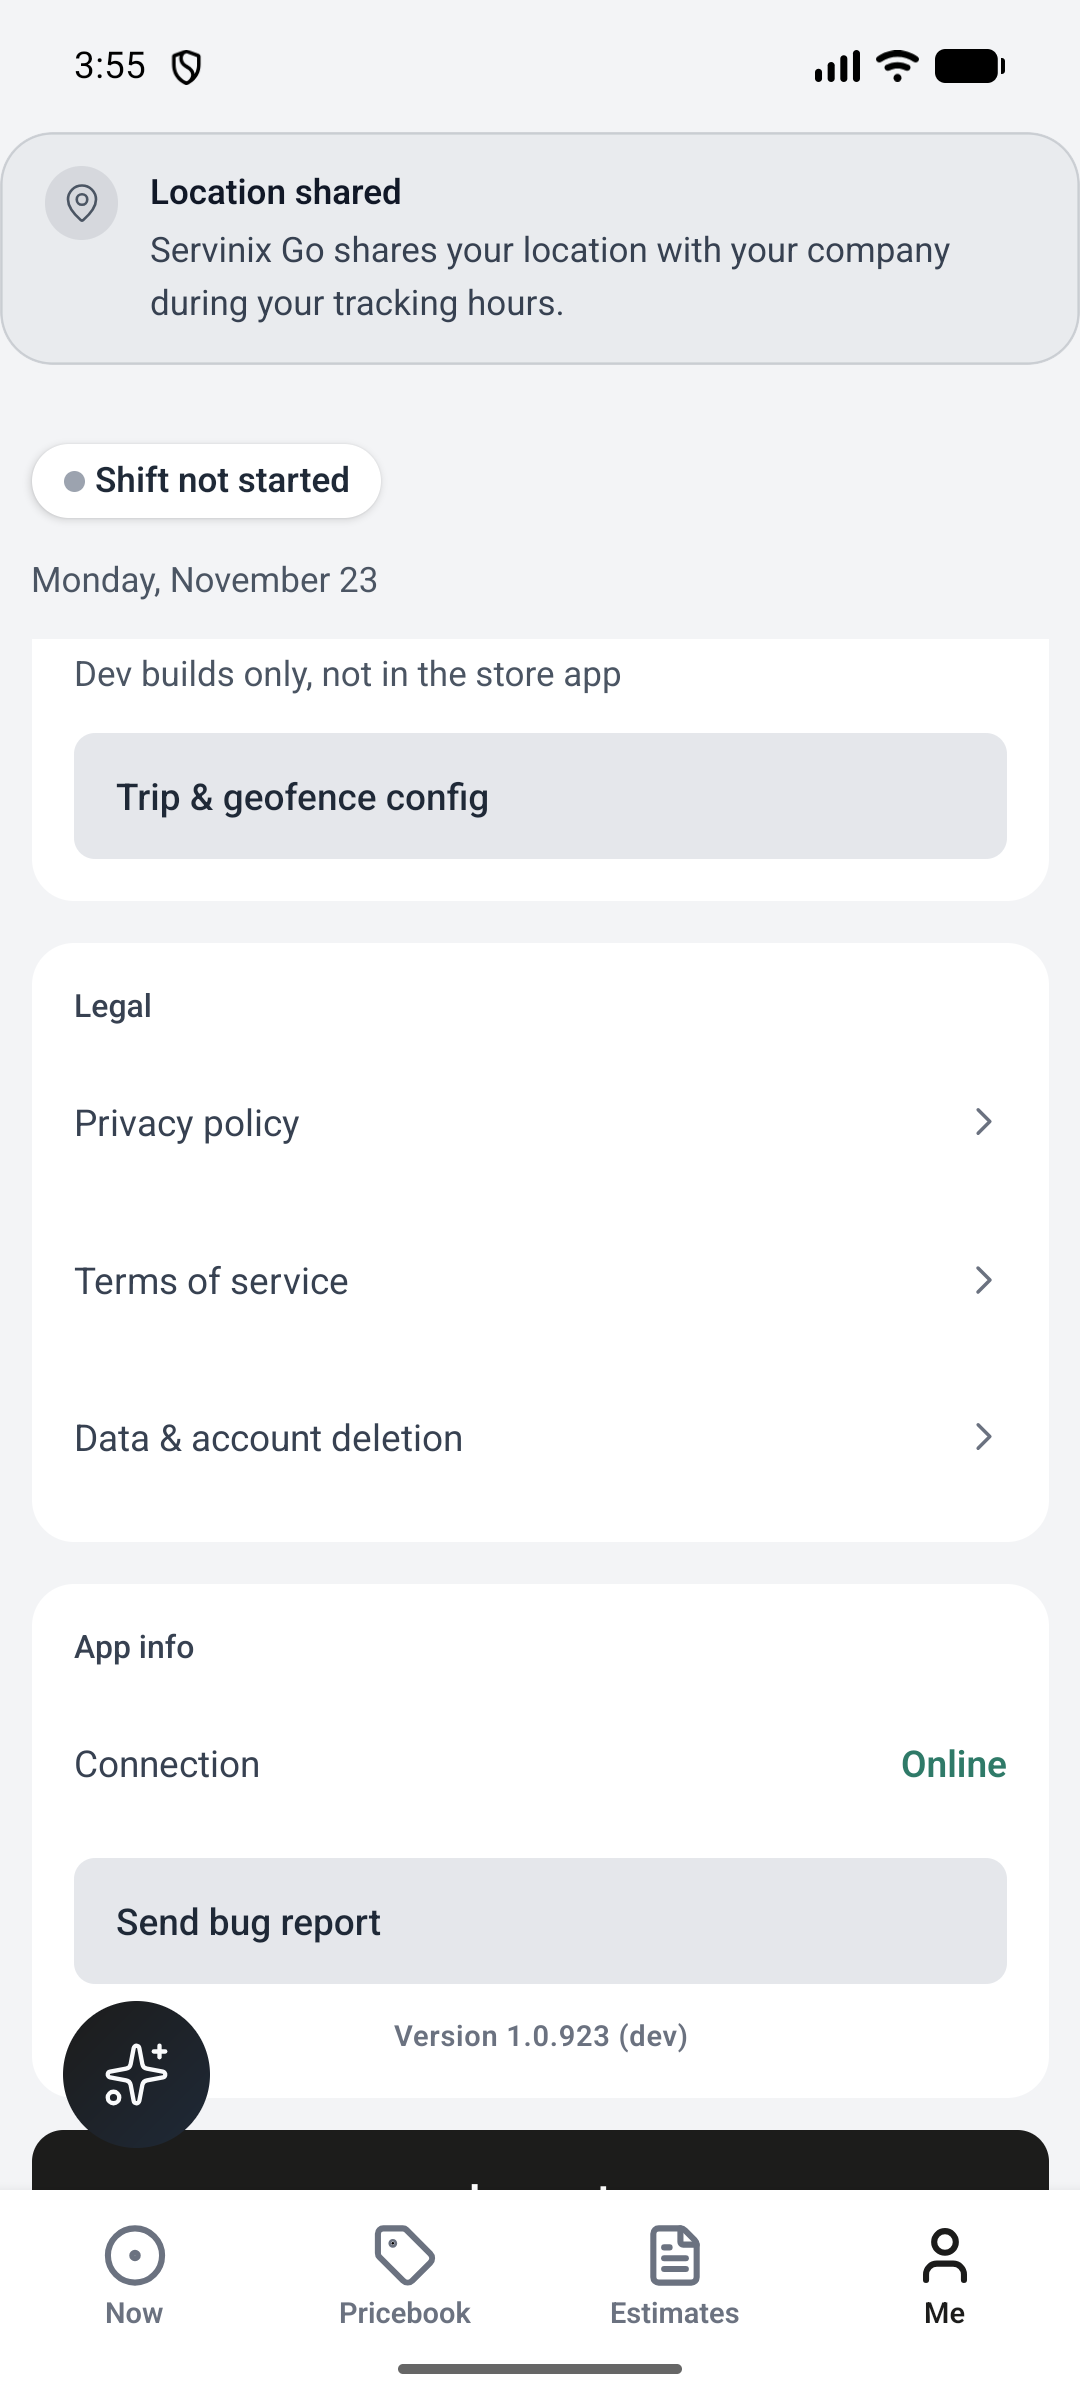 3:55
Location shared
Servinix Go shares your location with your company
during your tracking hours.
Shift not started
Monday, November 23
Dev builds only, not in the store app
Trip & geofence config
Legal
Privacy policy
Terms of service
Data & account deletion
App info
Connection
Online
Send bug report
Version 1.0.923 (dev)
Now
Pricebook
Estimates
Me